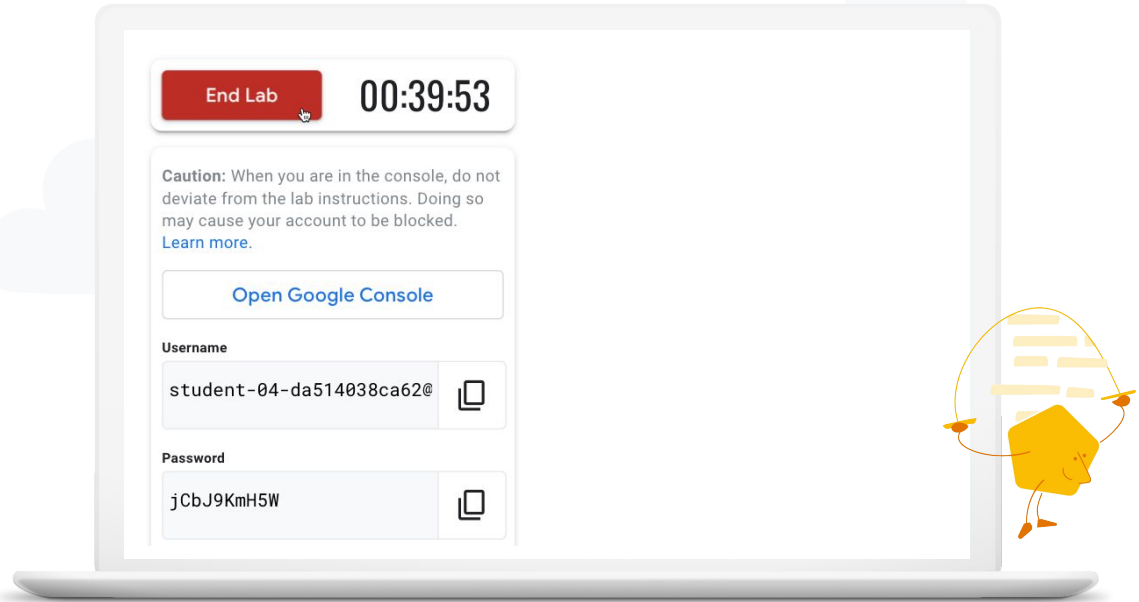 End Lab
00:39:53
Caution: When you are in the console, do not
deviate from the lab instructions. Doing so
may cause your account to be blocked.
Learn more.
Open Google Console
Username
student-04-da514038ca62@
Password
jCbJ9KmH5W